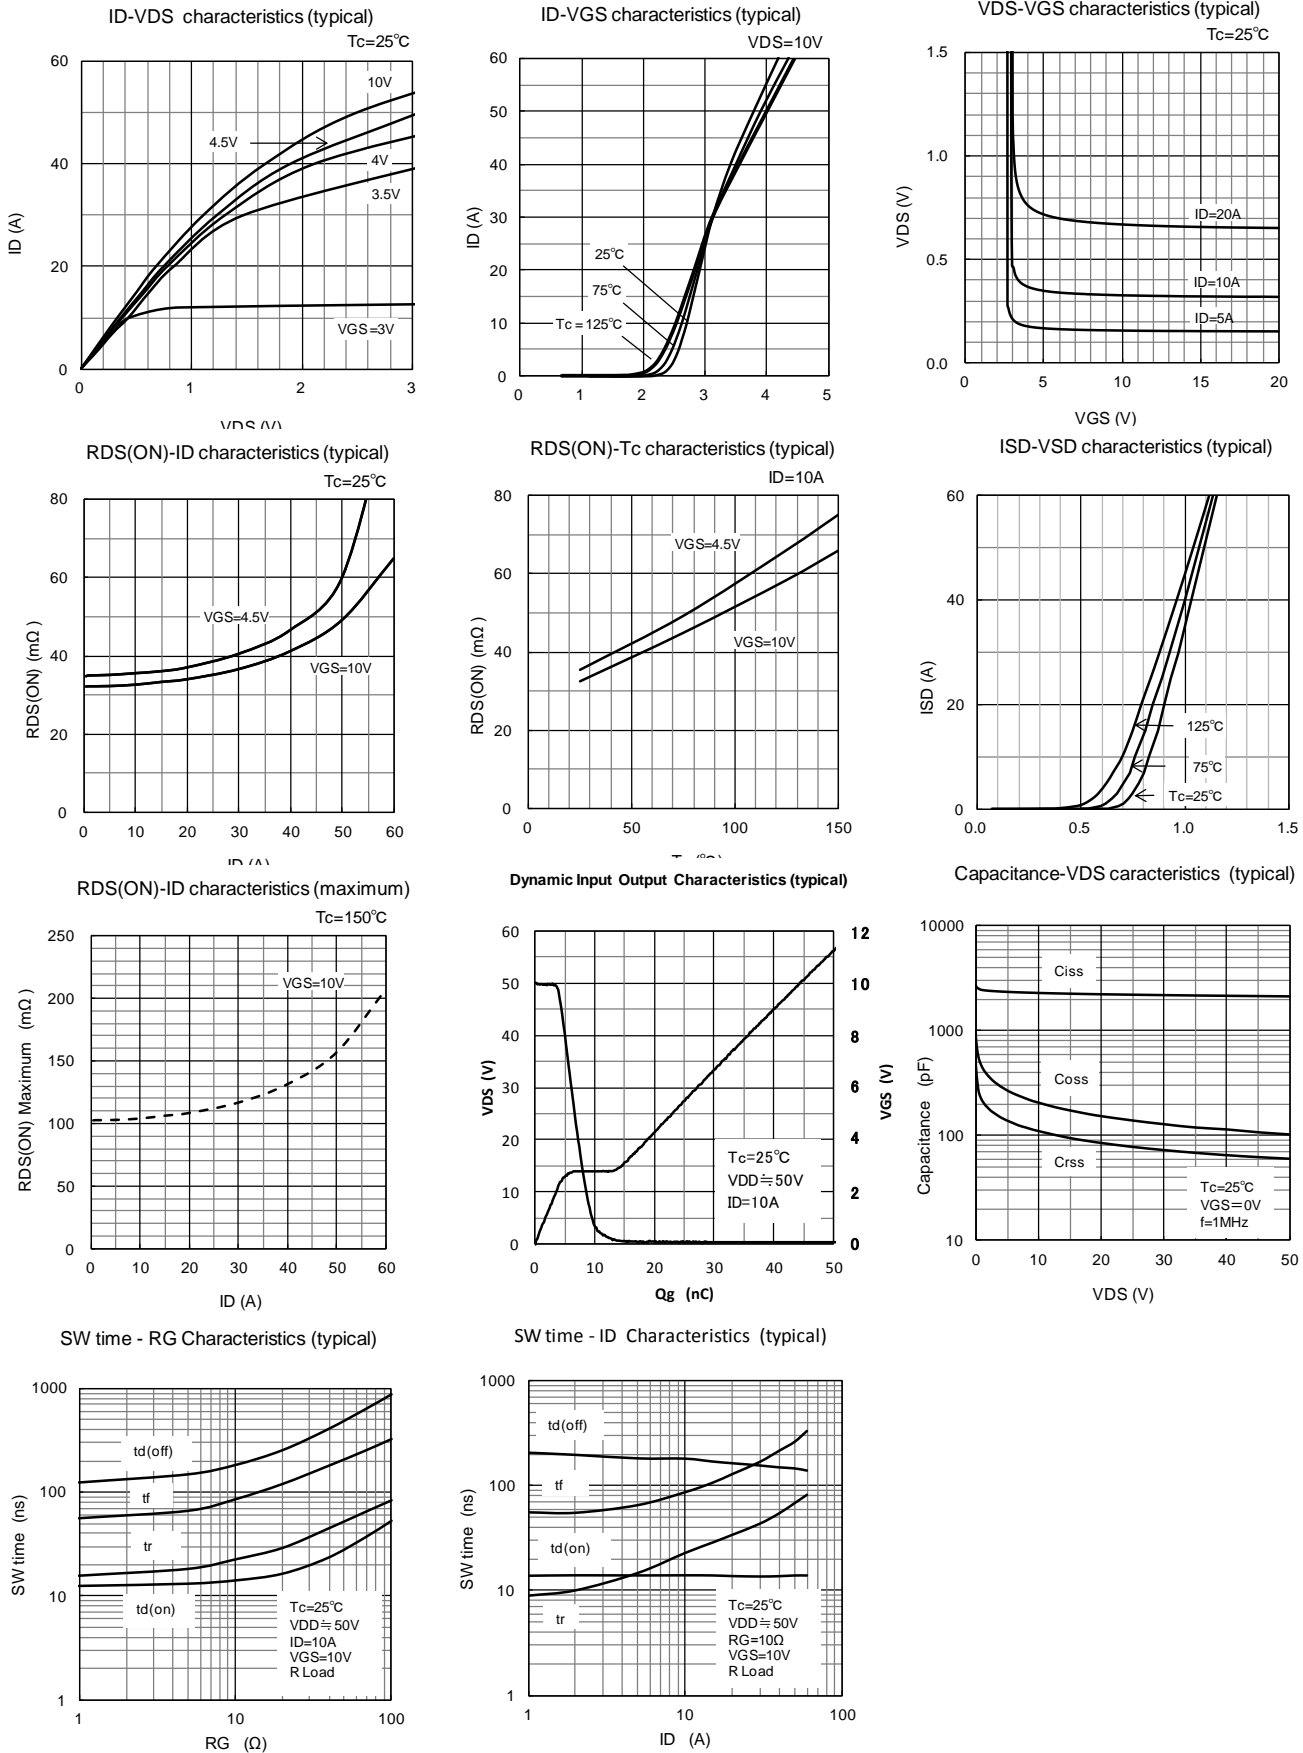 ID-VDS characteristics (typical)
Tc=25℃
60
40
20
0
0 1 2 3
ID (A)
VDS (V)
10V
4.5V
4V
3.5V
VGS=3V
ID-VGS characteristics (typical)
VDS=10V
60
50
40
30
20
10
0
0 1 2 3 4 5
ID (A)
25℃
75℃
Tc = 125℃
VDS-VGS characteristics (typical)
Tc=25℃
1.5
1.0
0.5
0.0
0 5 10 15 20
VDS (V)
VGS (V)
ID=20A
ID=10A
ID=5A
RDS(ON)-ID characteristics (typical)
Tc=25℃
80
60
40
20
0
0 10 20 30 40 50 60
RDS(ON) (mΩ )
ID (A)
VGS=4.5V
VGS=10V
RDS(ON)-Tc characteristics (typical)
ID=10A
80
60
40
20
0
50 100 150
RDS(ON) (mΩ )
VGS=4.5V
VGS=10V
ISD-VSD characteristics (typical)
60
40
20
0
0.0 0.5 1.0 1.5
ISD (A)
125℃
75℃
Tc=25℃
RDS(ON)-ID characteristics (maximum)
Tc=150℃
250
200
150
100
50
0
0 10 20 30 40 50 60
RDS(ON) Maximum (mΩ)
ID (A)
VGS=10V
Dynamic Input Output Characteristics (typical)
60
50
40
30
20
10
0
12
10
8
6
4
2
0
0 10 20 30 40 50
VDS (V)
VGS (V)
Qg (nC)
Tc=25℃
VDD≒50V
ID=10A
Capacitance-VDS caracteristics (typical)
10000
1000
100
10
0 10 20 30 40 50
Capacitance (pF)
VDS (V)
Ciss
Coss
Crss
Tc=25℃
VGS=0V
f=1MHz
SW time - RG Characteristics (typical)
1000
100
10
1
1 10 100
SW time (ns)
RG (Ω)
td(off)
tf
tr
td(on)
Tc=25℃
VDD≒50V
ID=10A
VGS=10V
R Load
SW time - ID Characteristics (typical)
1000
100
10
1
1 10 100
SW time (ns)
ID (A)
td(off)
tf
td(on)
tr
Tc=25℃
VDD≒50V
RG=10Ω
VGS=10V
R Load